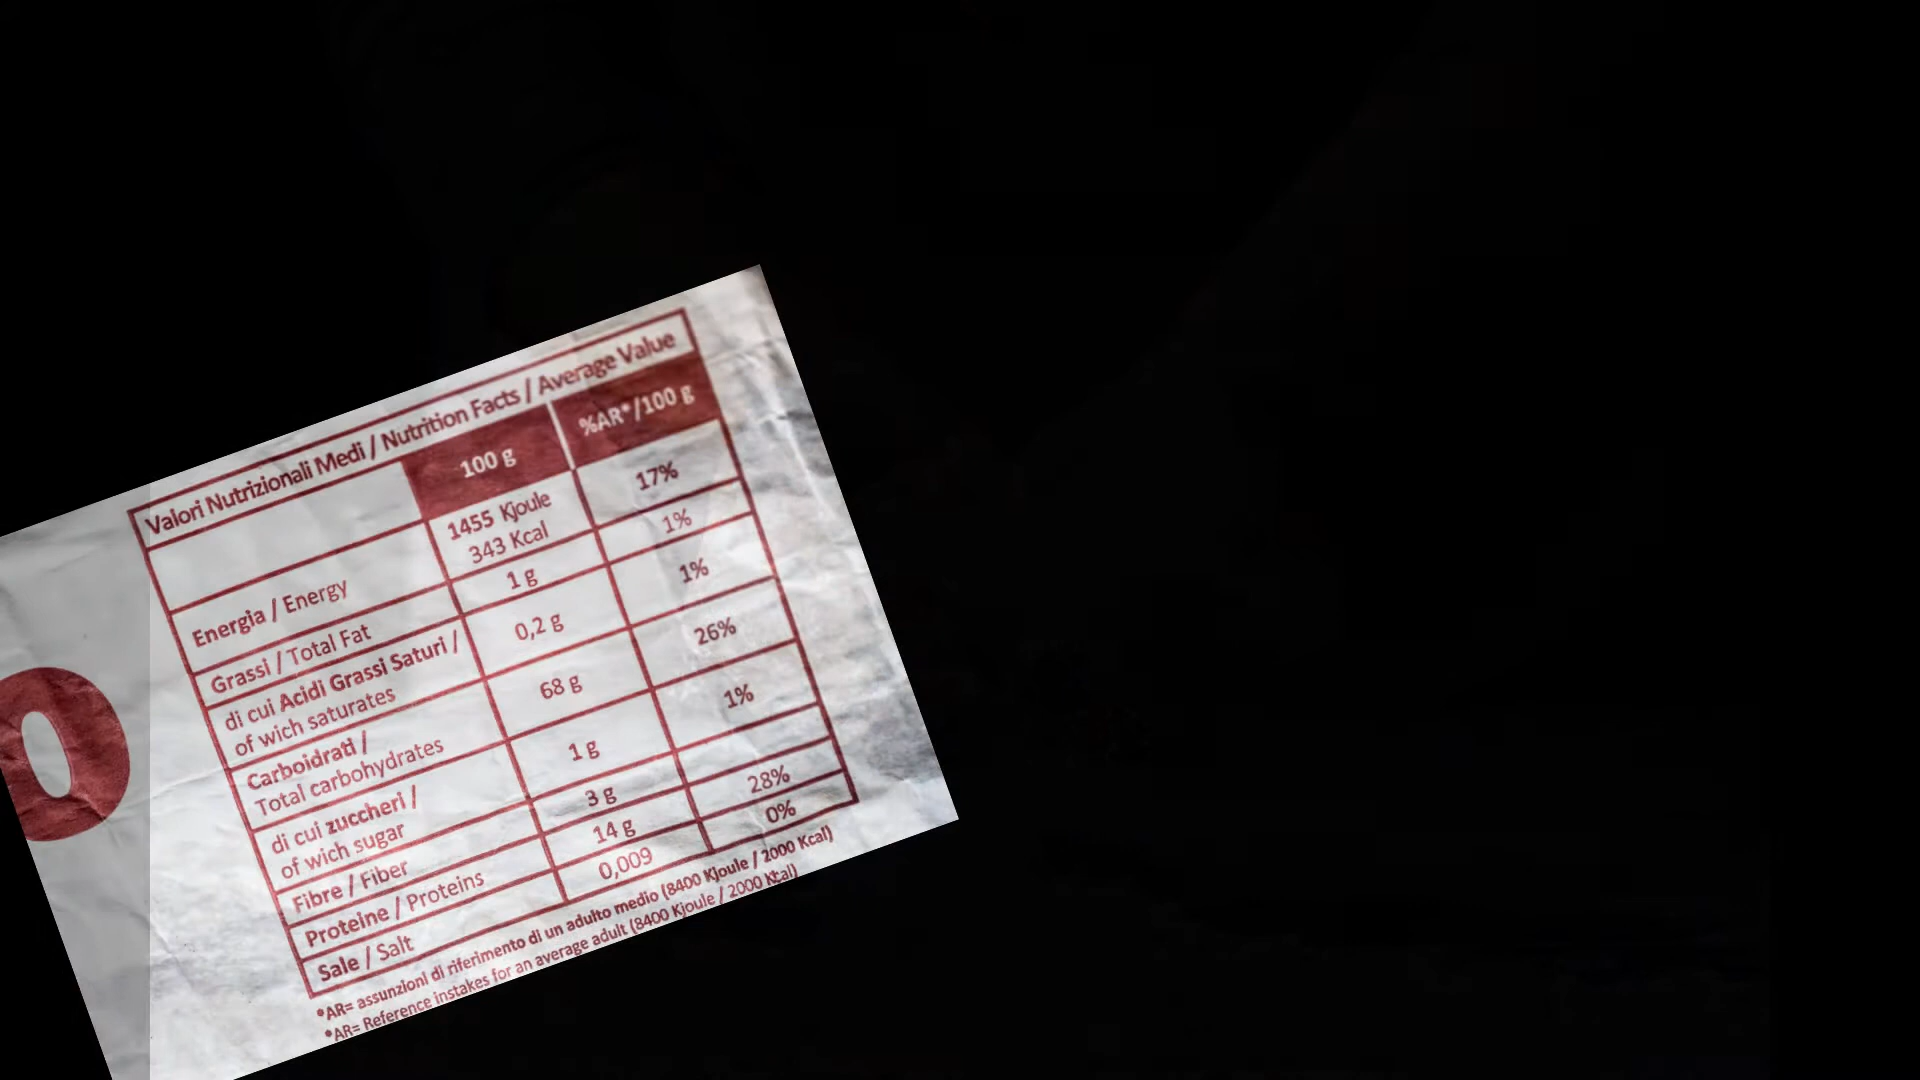 Valori Nutrizionali Medi / Nutrition Facts / Average Value
100 g %AR*/100 g
Energia / Energy 1455 Kjoule 17%
343 Kcal
Grassi / Total Fat 1 g 1%
di cui Acidi Grassi Saturi / 0,2 g 1%
of wich saturates
Carboidrati / 68 g 26%
Total carbohydrates
di cui zuccheri / 1 g 1%
of wich sugar
Fibre / Fiber 3 g
Proteine / Proteins 14 g 28%
Sale / Salt 0,009 0%
*AR= assunzioni di riferimento di un adulto medio (8400 Kjoule / 2000 Kcal)
*AR= Reference instakes for an average adult (8400 Kjoule / 2000 Kcal)